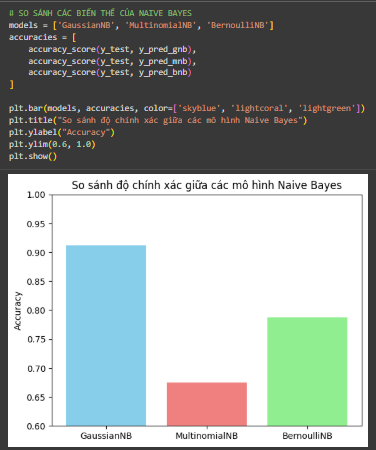 # SO SÁNH CÁC BIẾN THỂ CỦA NAIVE BAYES
models = ['GaussianNB', 'MultinomialNB', 'BernoulliNB']
accuracies = [
    accuracy_score(y_test, y_pred_gnb),
    accuracy_score(y_test, y_pred_mnb),
    accuracy_score(y_test, y_pred_bnb)
]
plt.bar(models, accuracies, color=['skyblue', 'lightcoral', 'lightgreen'])
plt.title("So sánh độ chính xác giữa các mô hình Naive Bayes")
plt.ylabel("Accuracy")
plt.ylim(0.6, 1.0)
plt.show()
So sánh độ chính xác giữa các mô hình Naive Bayes
1.00
0.95
0.90
0.85
0.80
0.75
0.70
0.65
0.60
Accuracy
GaussianNB
MultinomialNB
BernoulliNB